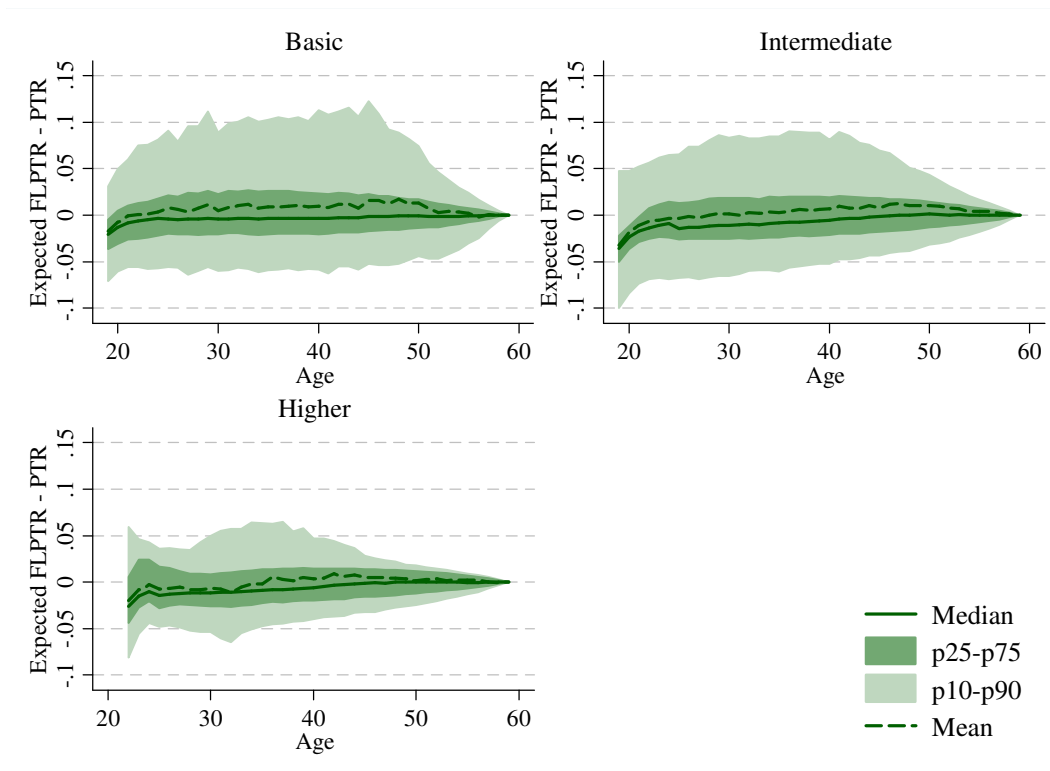 Basic
Expected FLPTR - PTR
.15
.1
.05
0
-.05
-.1
20 30 40 50 60
Age
Intermediate
Expected FLPTR - PTR
.15
.1
.05
0
-.05
-.1
20 30 40 50 60
Age
Higher
Expected FLPTR - PTR
.15
.1
.05
0
-.05
-.1
20 30 40 50 60
Age
Median
p25-p75
p10-p90
Mean